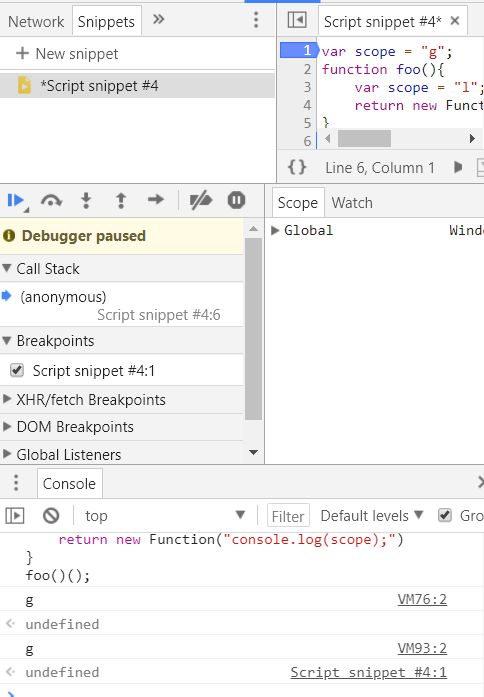 Network Snippets
+ New snippet
*Script snippet #4
Script snippet #4* ×
1 var scope = "g";
2 function foo(){
3 var scope = "l";
4 return new Funct
5 }
6
{} Line 6, Column 1
Debugger paused
Call Stack
(anonymous)
Script snippet #4:6
Breakpoints
Script snippet #4:1
XHR/fetch Breakpoints
DOM Breakpoints
Global Listeners
Scope Watch
Global Windo
Console
top Filter Default levels Gro
return new Function("console.log(scope);")
}
foo()();
g VM76:2
undefined
g VM93:2
undefined Script snippet #4:1